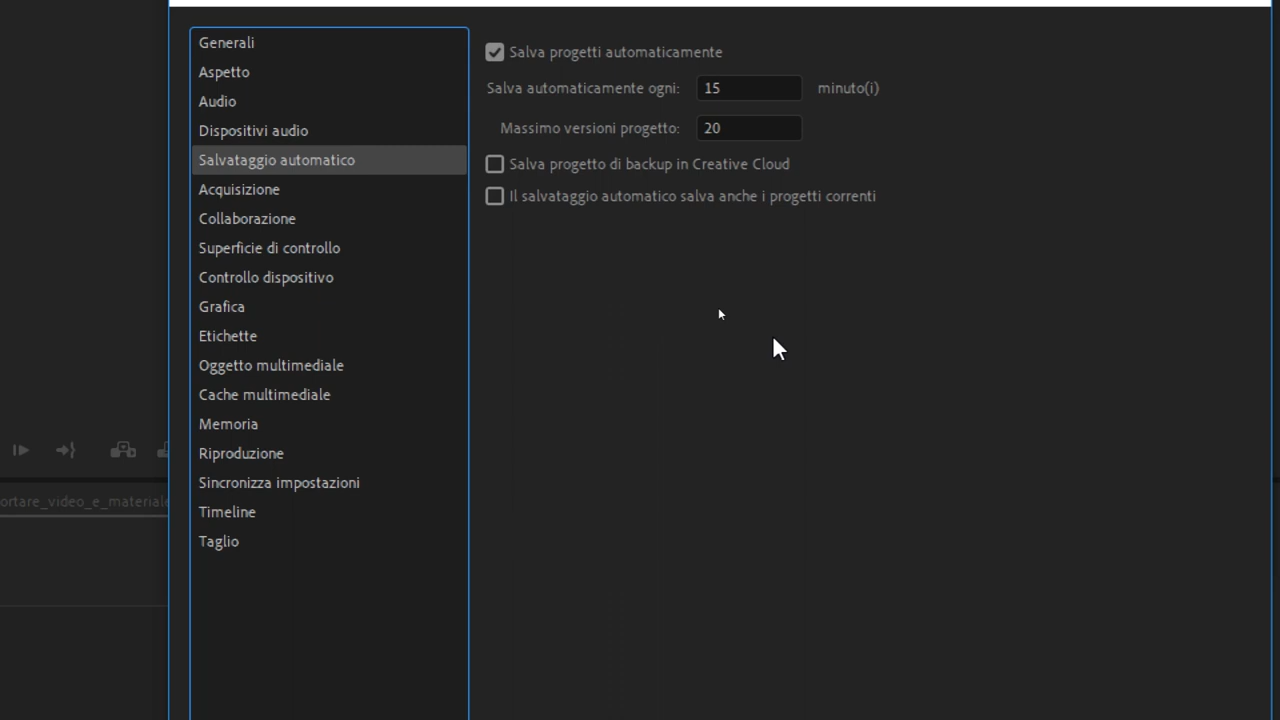 Generali
Aspetto
Audio
Dispositivi audio
Salvataggio automatico
Acquisizione
Collaborazione
Superficie di controllo
Controllo dispositivo
Grafica
Etichette
Oggetto multimediale
Cache multimediale
Memoria
Riproduzione
Sincronizza impostazioni
Timeline
Taglio
Salva progetti automaticamente
Salva automaticamente ogni: 15 minuto(i)
Massimo versioni progetto: 20
Salva progetto di backup in Creative Cloud
Il salvataggio automatico salva anche i progetti correnti
ortare_video_e_materiale